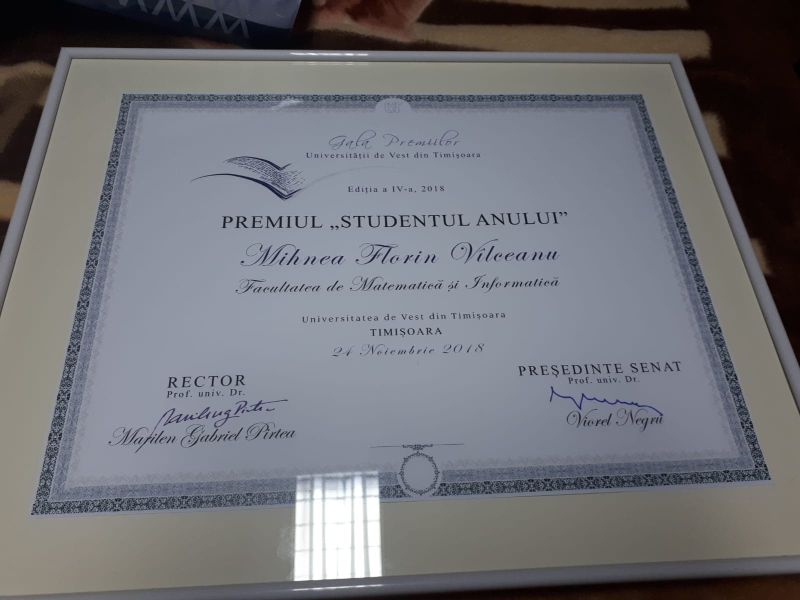 Gala Premiilor
Universității de Vest din Timișoara
Ediția a IV-a, 2018
PREMIUL „STUDENTUL ANULUI”
Mihnea Florin Vilceanu
Facultatea de Matematică și Informatică
Universitatea de Vest din Timișoara
TIMIȘOARA
24 Noiembrie 2018
RECTOR
Prof. univ. Dr.
Marilen Gabriel Pirtea
PREȘEDINTE SENAT
Prof. univ. Dr.
Viorel Negru